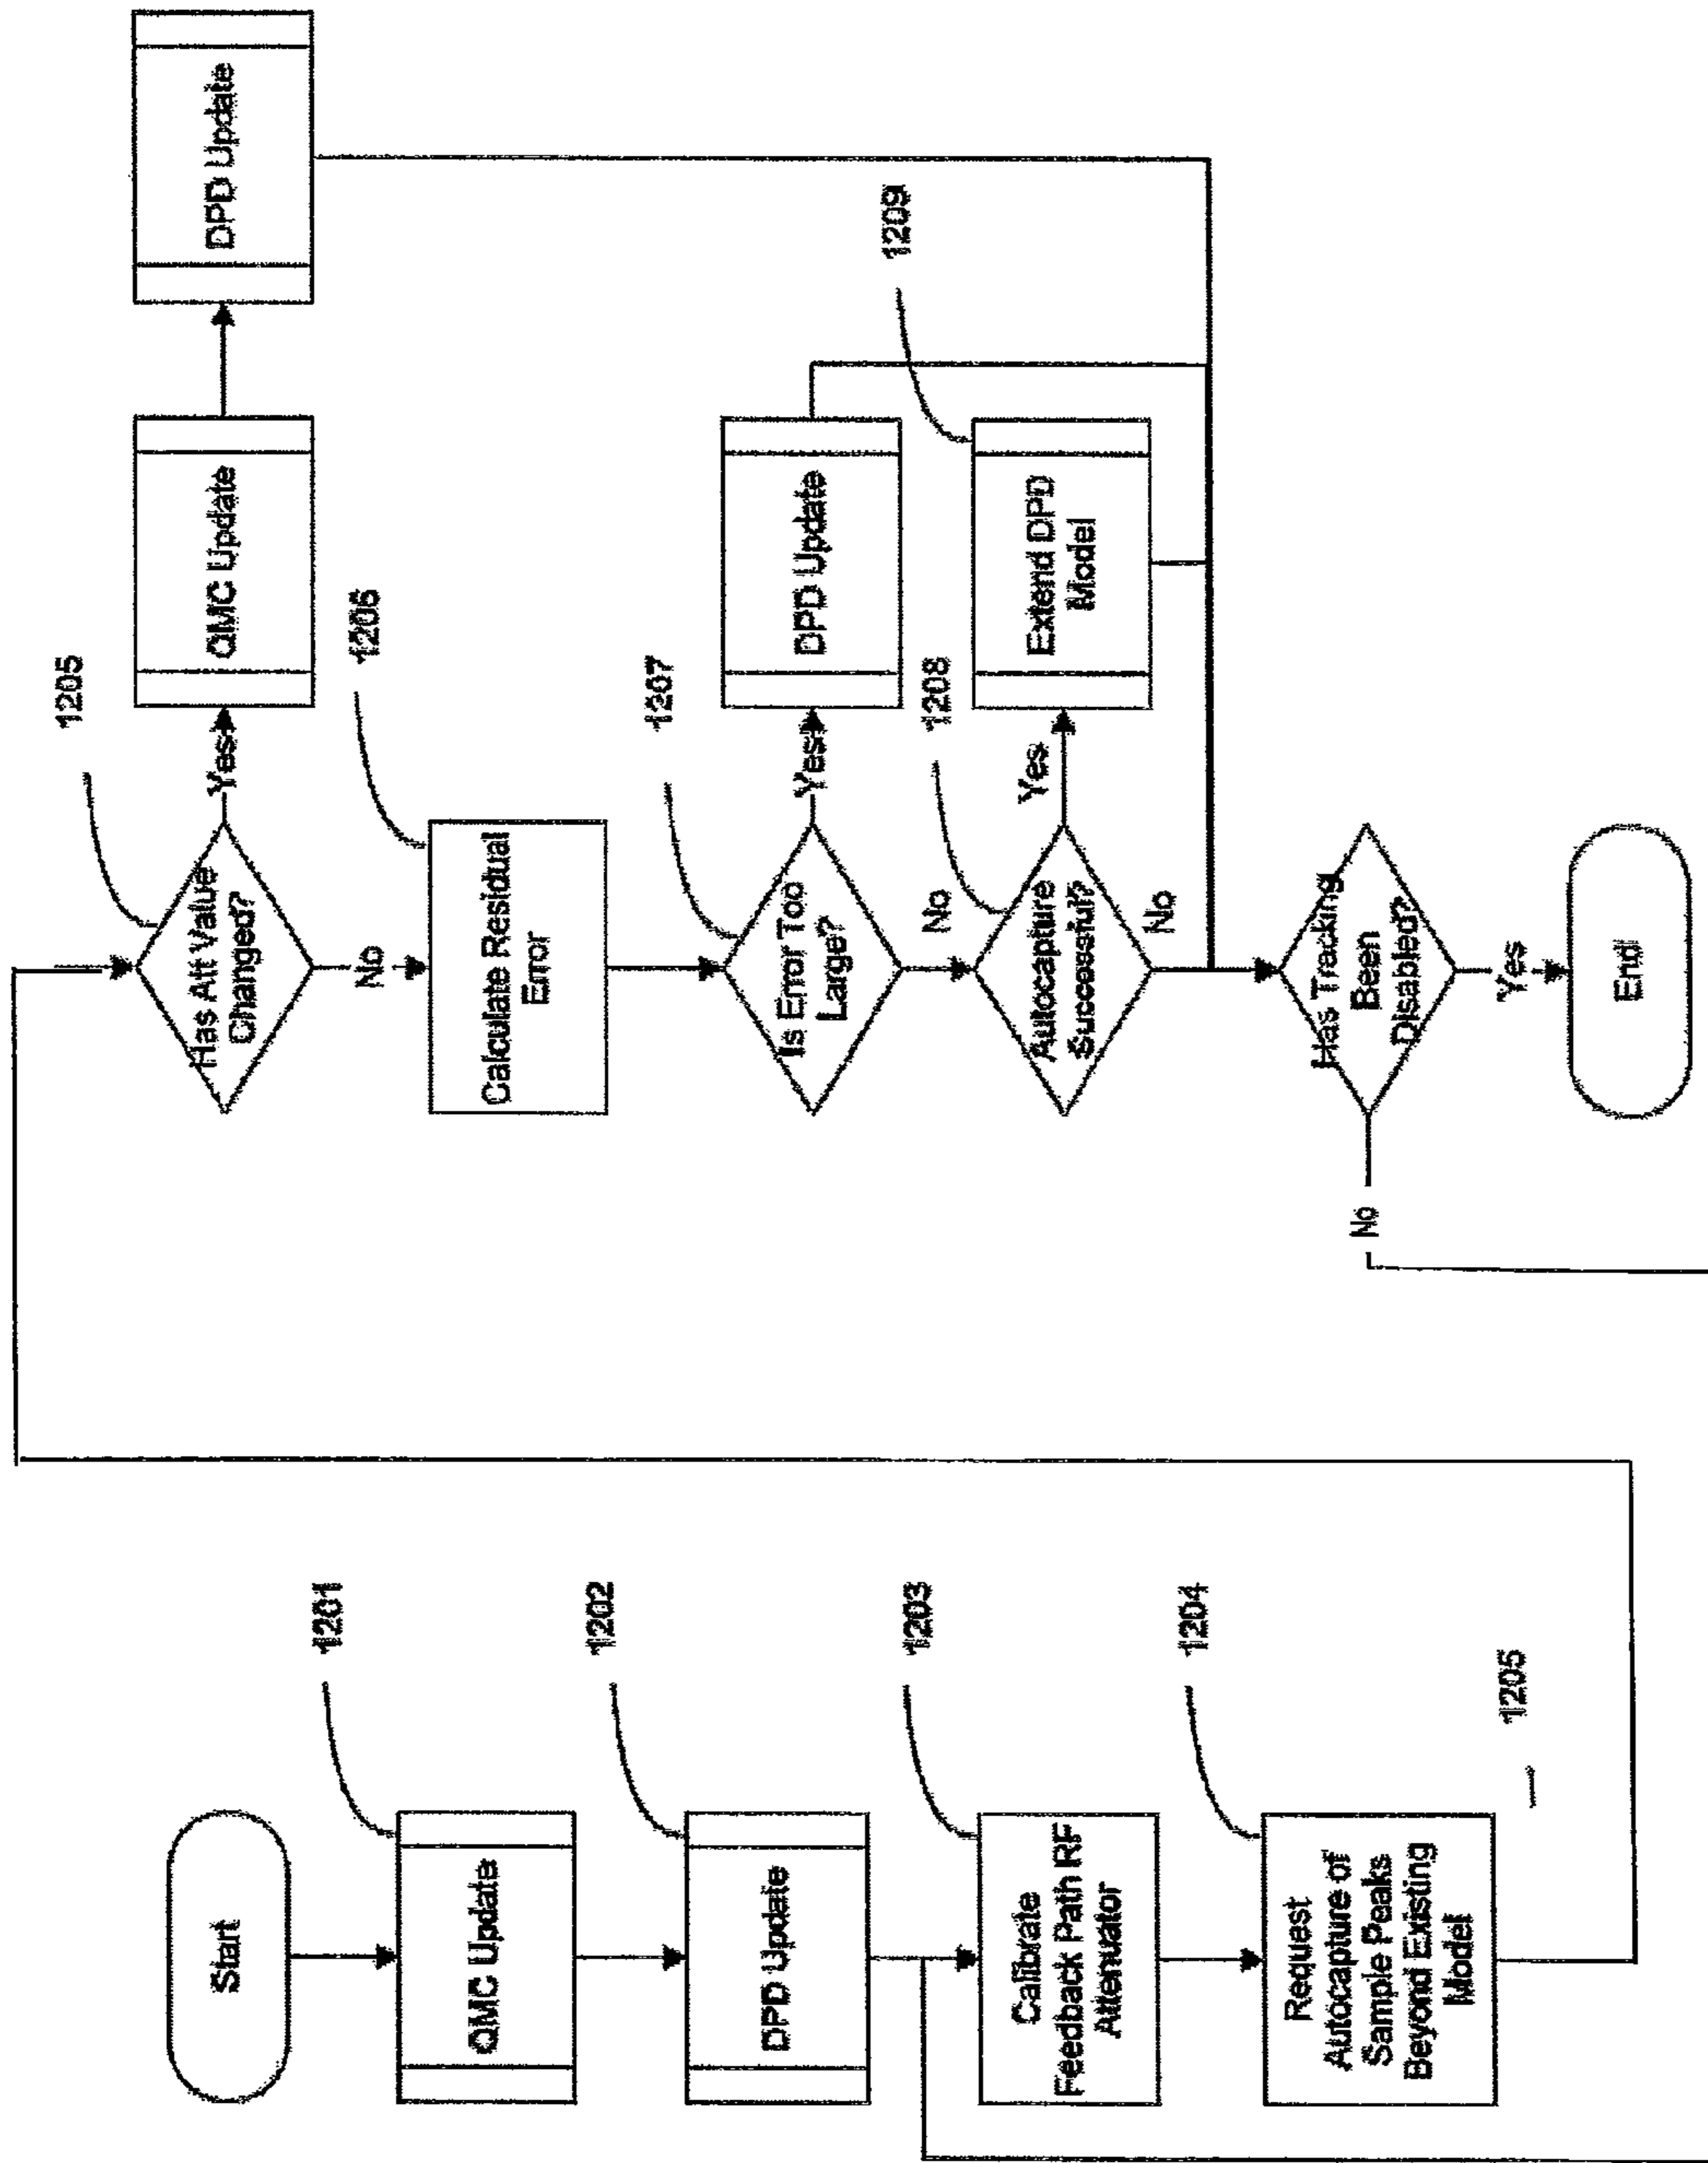 Start
1201
QMC Update
1202
DPD Update
1203
Calibrate
Feedback Path RF
Attenuator
1204
Request
Autocapture of
Sample Peaks
Beyond Existing
Model
1205
1205
Has Att Value
Changed?
Yes
QMC Update
DPD Update
No
1206
Calculate Residual
Error
1207
Is Error Too
Large?
Yes
DPD Update
No
1208
Autocapture
Successful?
Yes
1209
Extend DPD
Model
No
Has Tracking
Been
Disabled?
No
Yes
End